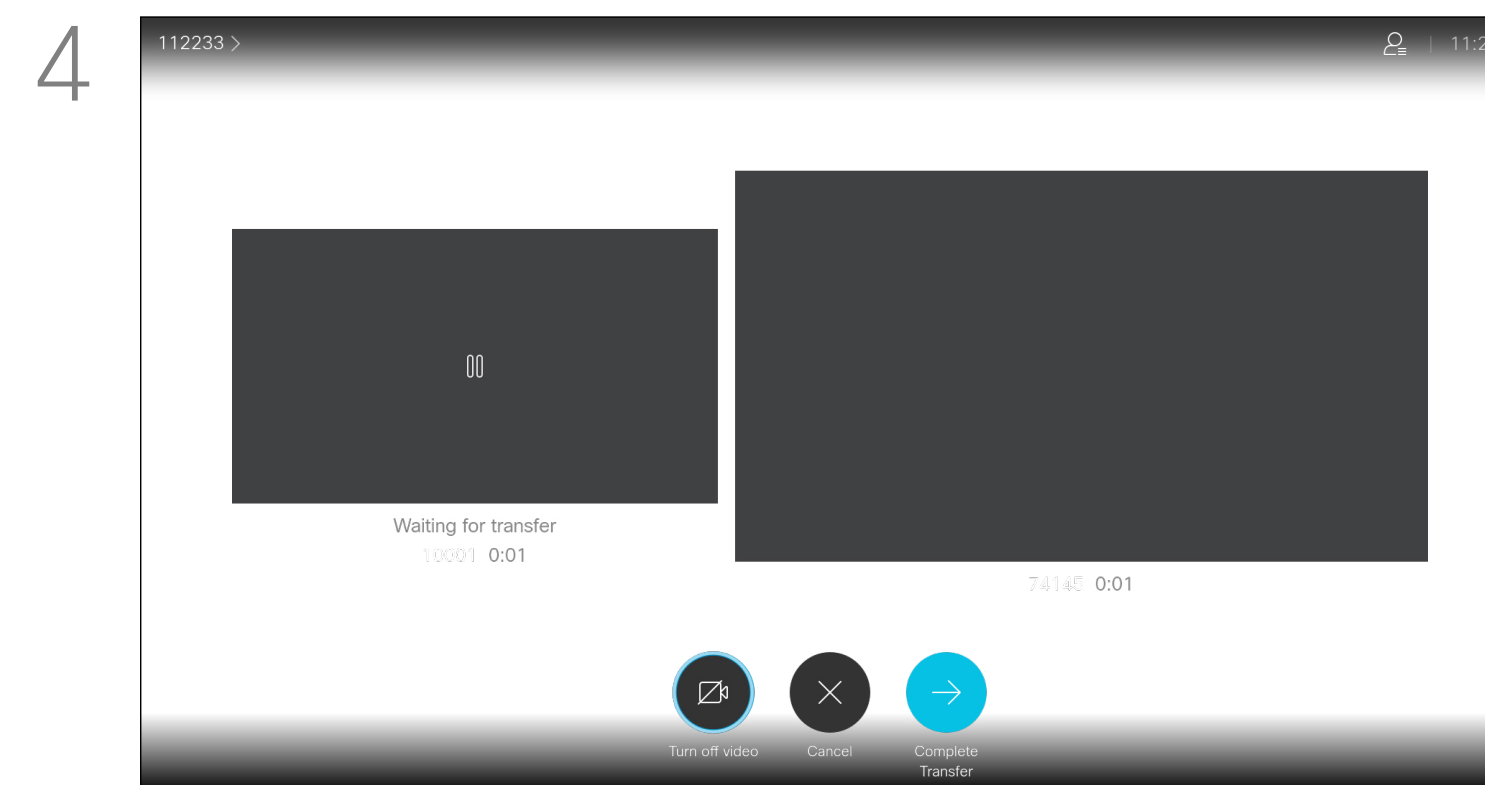 4
112233 >
11:2
Waiting for transfer
10001 0:01
74145 0:01
Turn off video
Cancel
Complete
Transfer